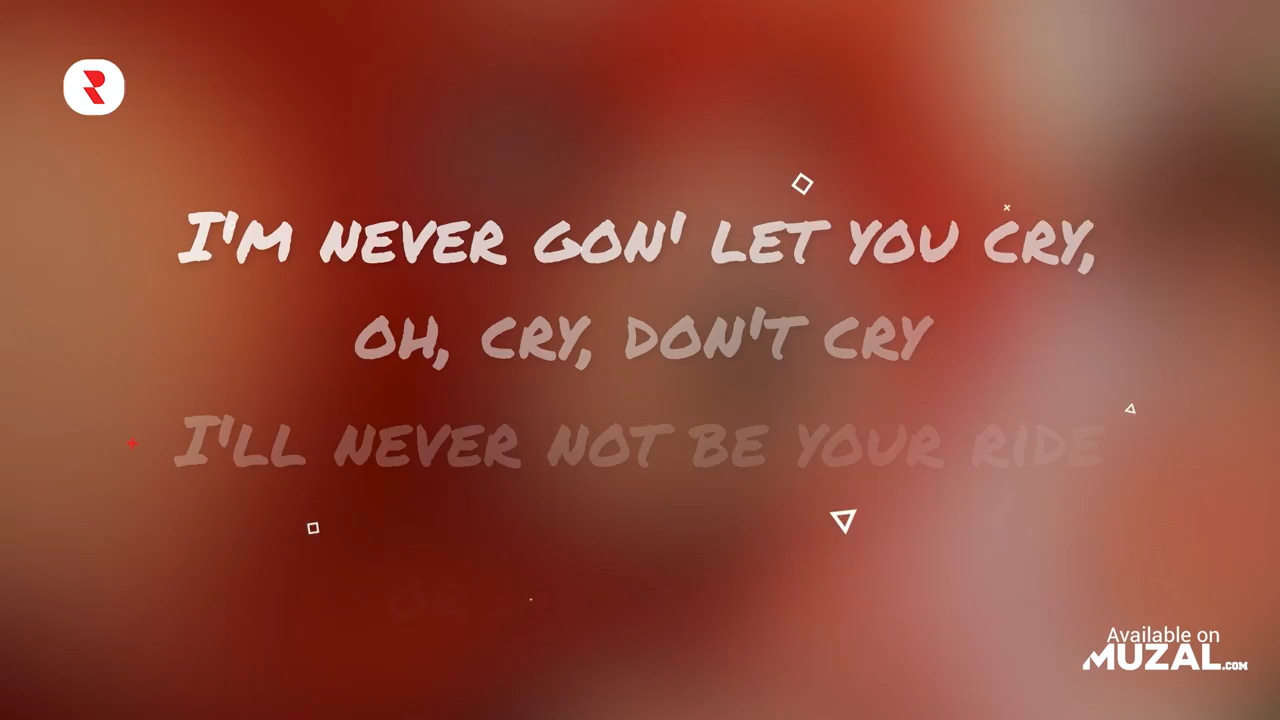 I'M NEVER GON' LET YOU CRY,
OH, CRY, DON'T CRY
I'LL NEVER NOT BE YOUR RIDE
Available on
MUZAL.COM